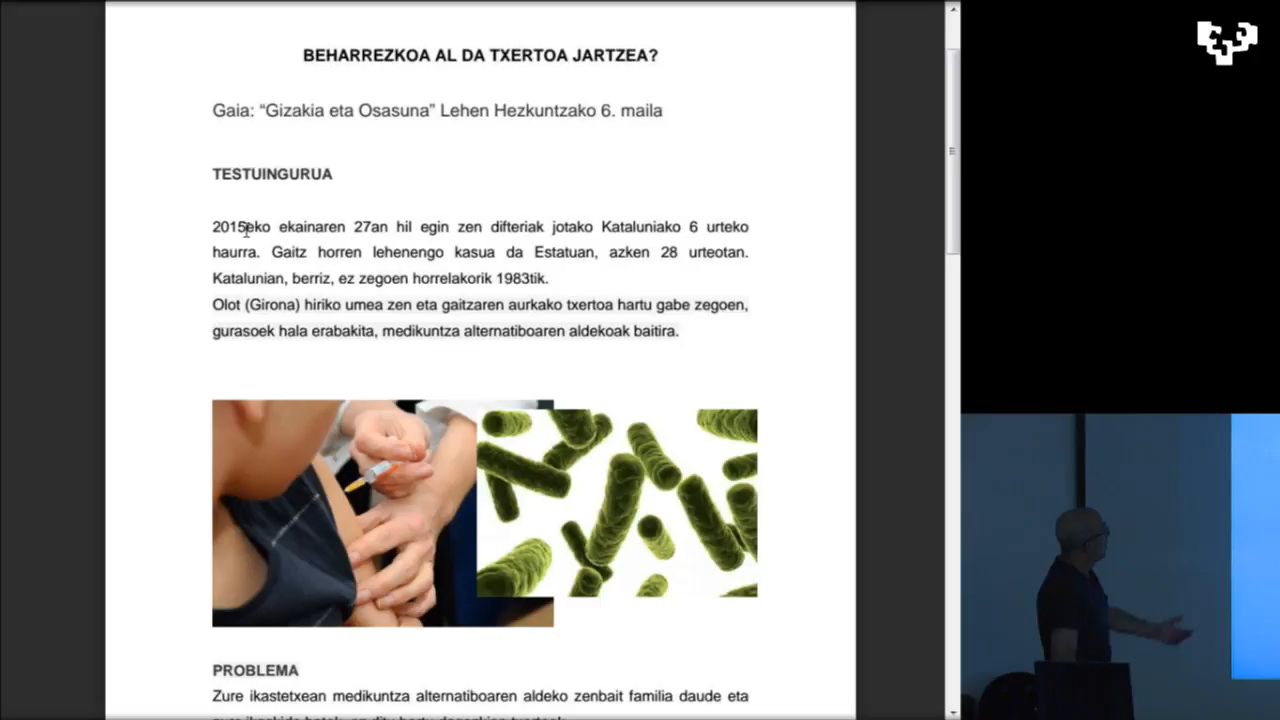 BEHARREZKOA AL DA TXERTOA JARTZEA?
Gaia: “Gizakia eta Osasuna” Lehen Hezkuntzako 6. maila
TESTUINGURUA
2015eko ekainaren 27an hil egin zen difteriak jotako Kataluniako 6 urteko
haurra. Gaitz horren lehenengo kasua da Estatuan, azken 28 urteotan.
Katalunian, berriz, ez zegoen horrelakorik 1983tik.
Olot (Girona) hiriko umea zen eta gaitzaren aurkako txertoa hartu gabe zegoen,
gurasoek hala erabakita, medikuntza alternatiboaren aldekoak baitira.
PROBLEMA
Zure ikastetxean medikuntza alternatiboaren aldeko zenbait familia daude eta